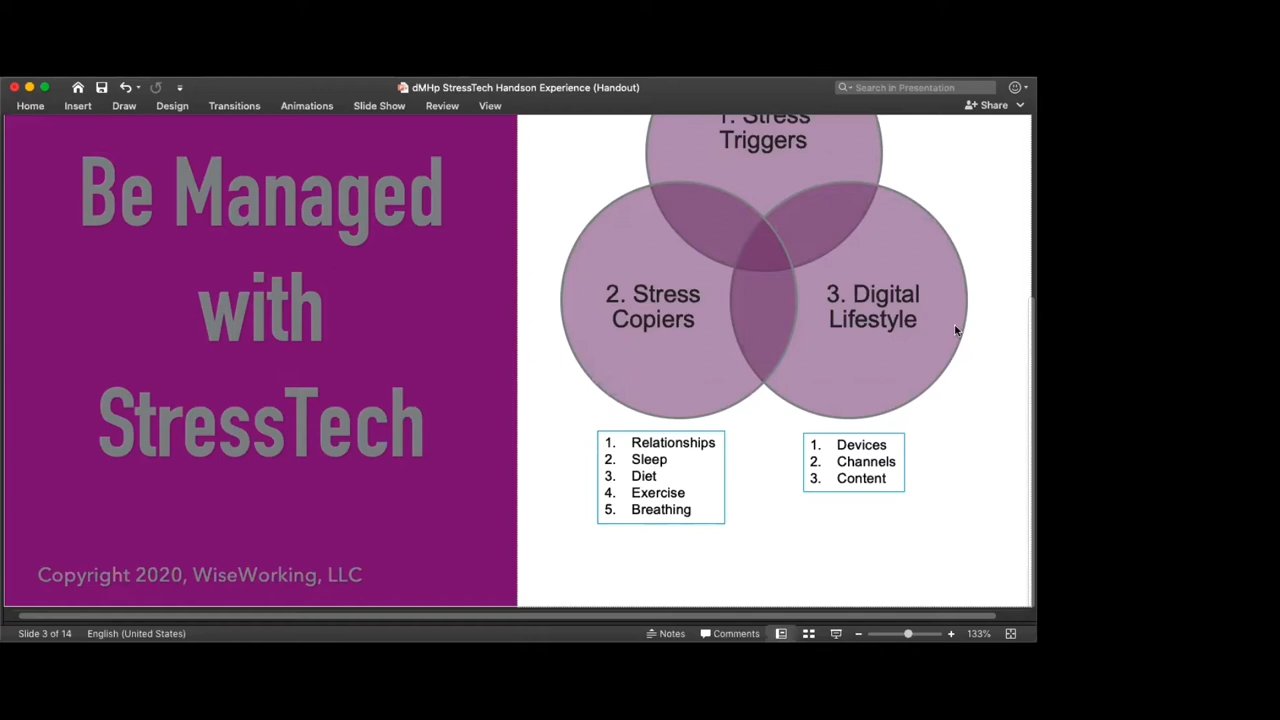 dMHp StressTech Handson Experience (Handout)
Search in Presentation
Home Insert Draw Design Transitions Animations Slide Show Review View
Share
Be Managed
with
StressTech
Copyright 2020, WiseWorking, LLC
1. Stress
Triggers
2. Stress
Copiers
3. Digital
Lifestyle
1. Relationships
2. Sleep
3. Diet
4. Exercise
5. Breathing
1. Devices
2. Channels
3. Content
Slide 3 of 14 English (United States)
Notes Comments 133%